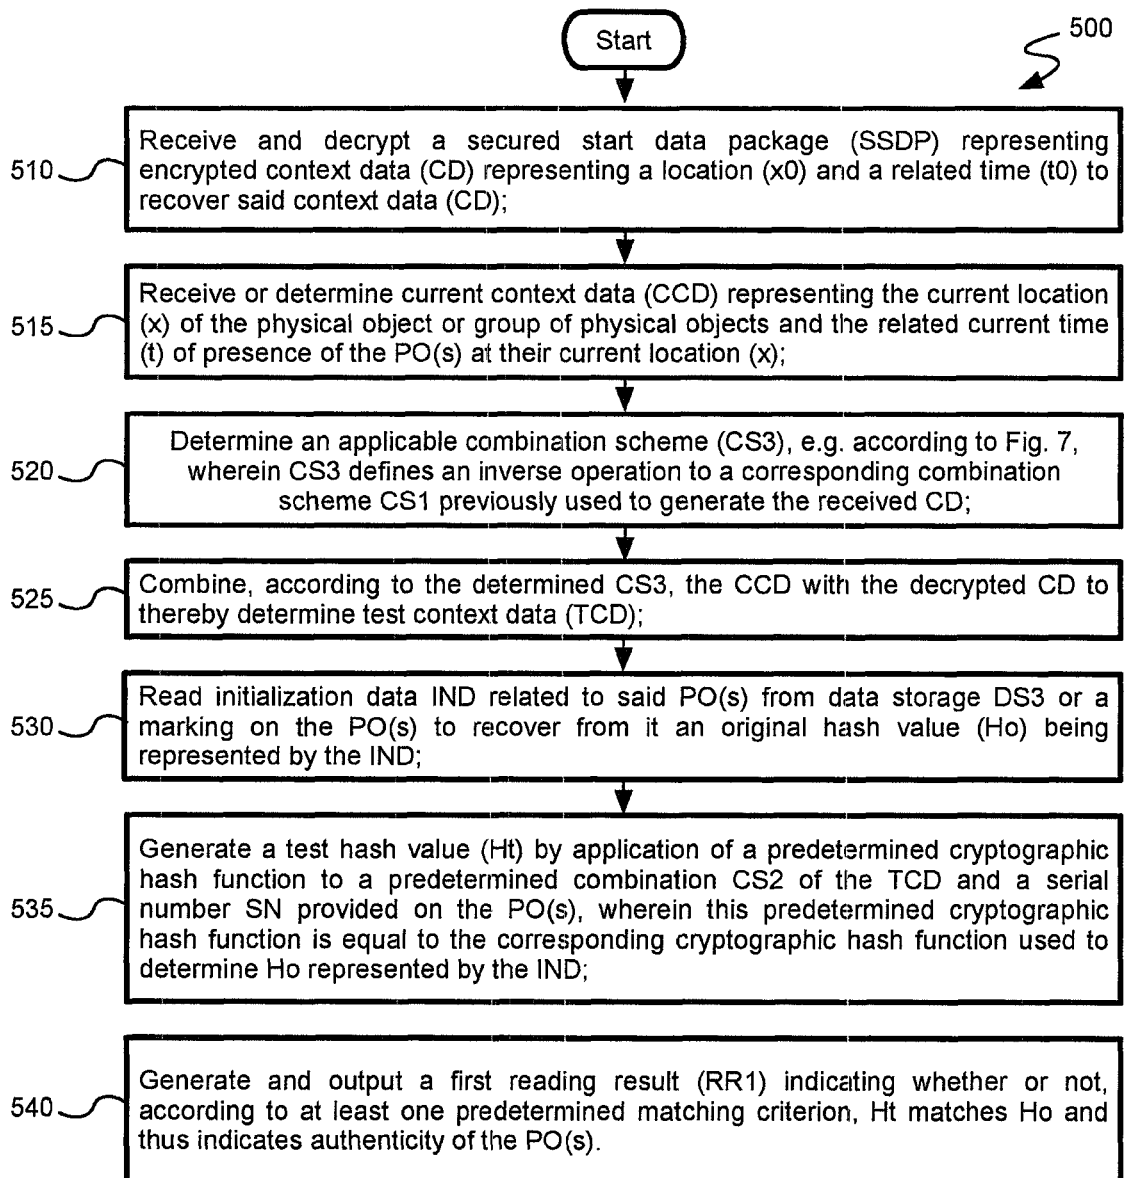 Start
500
510
Receive and decrypt a secured start data package (SSDP) representing
encrypted context data (CD) representing a location (x0) and a related time (t0) to
recover said context data (CD);
515
Receive or determine current context data (CCD) representing the current location
(x) of the physical object or group of physical objects and the related current time
(t) of presence of the PO(s) at their current location (x);
520
Determine an applicable combination scheme (CS3), e.g. according to Fig. 7,
wherein CS3 defines an inverse operation to a corresponding combination
scheme CS1 previously used to generate the received CD;
525
Combine, according to the determined CS3, the CCD with the decrypted CD to
thereby determine test context data (TCD);
530
Read initialization data IND related to said PO(s) from data storage DS3 or a
marking on the PO(s) to recover from it an original hash value (Ho) being
represented by the IND;
535
Generate a test hash value (Ht) by application of a predetermined cryptographic
hash function to a predetermined combination CS2 of the TCD and a serial
number SN provided on the PO(s), wherein this predetermined cryptographic
hash function is equal to the corresponding cryptographic hash function used to
determine Ho represented by the IND;
540
Generate and output a first reading result (RR1) indicating whether or not,
according to at least one predetermined matching criterion, Ht matches Ho and
thus indicates authenticity of the PO(s).